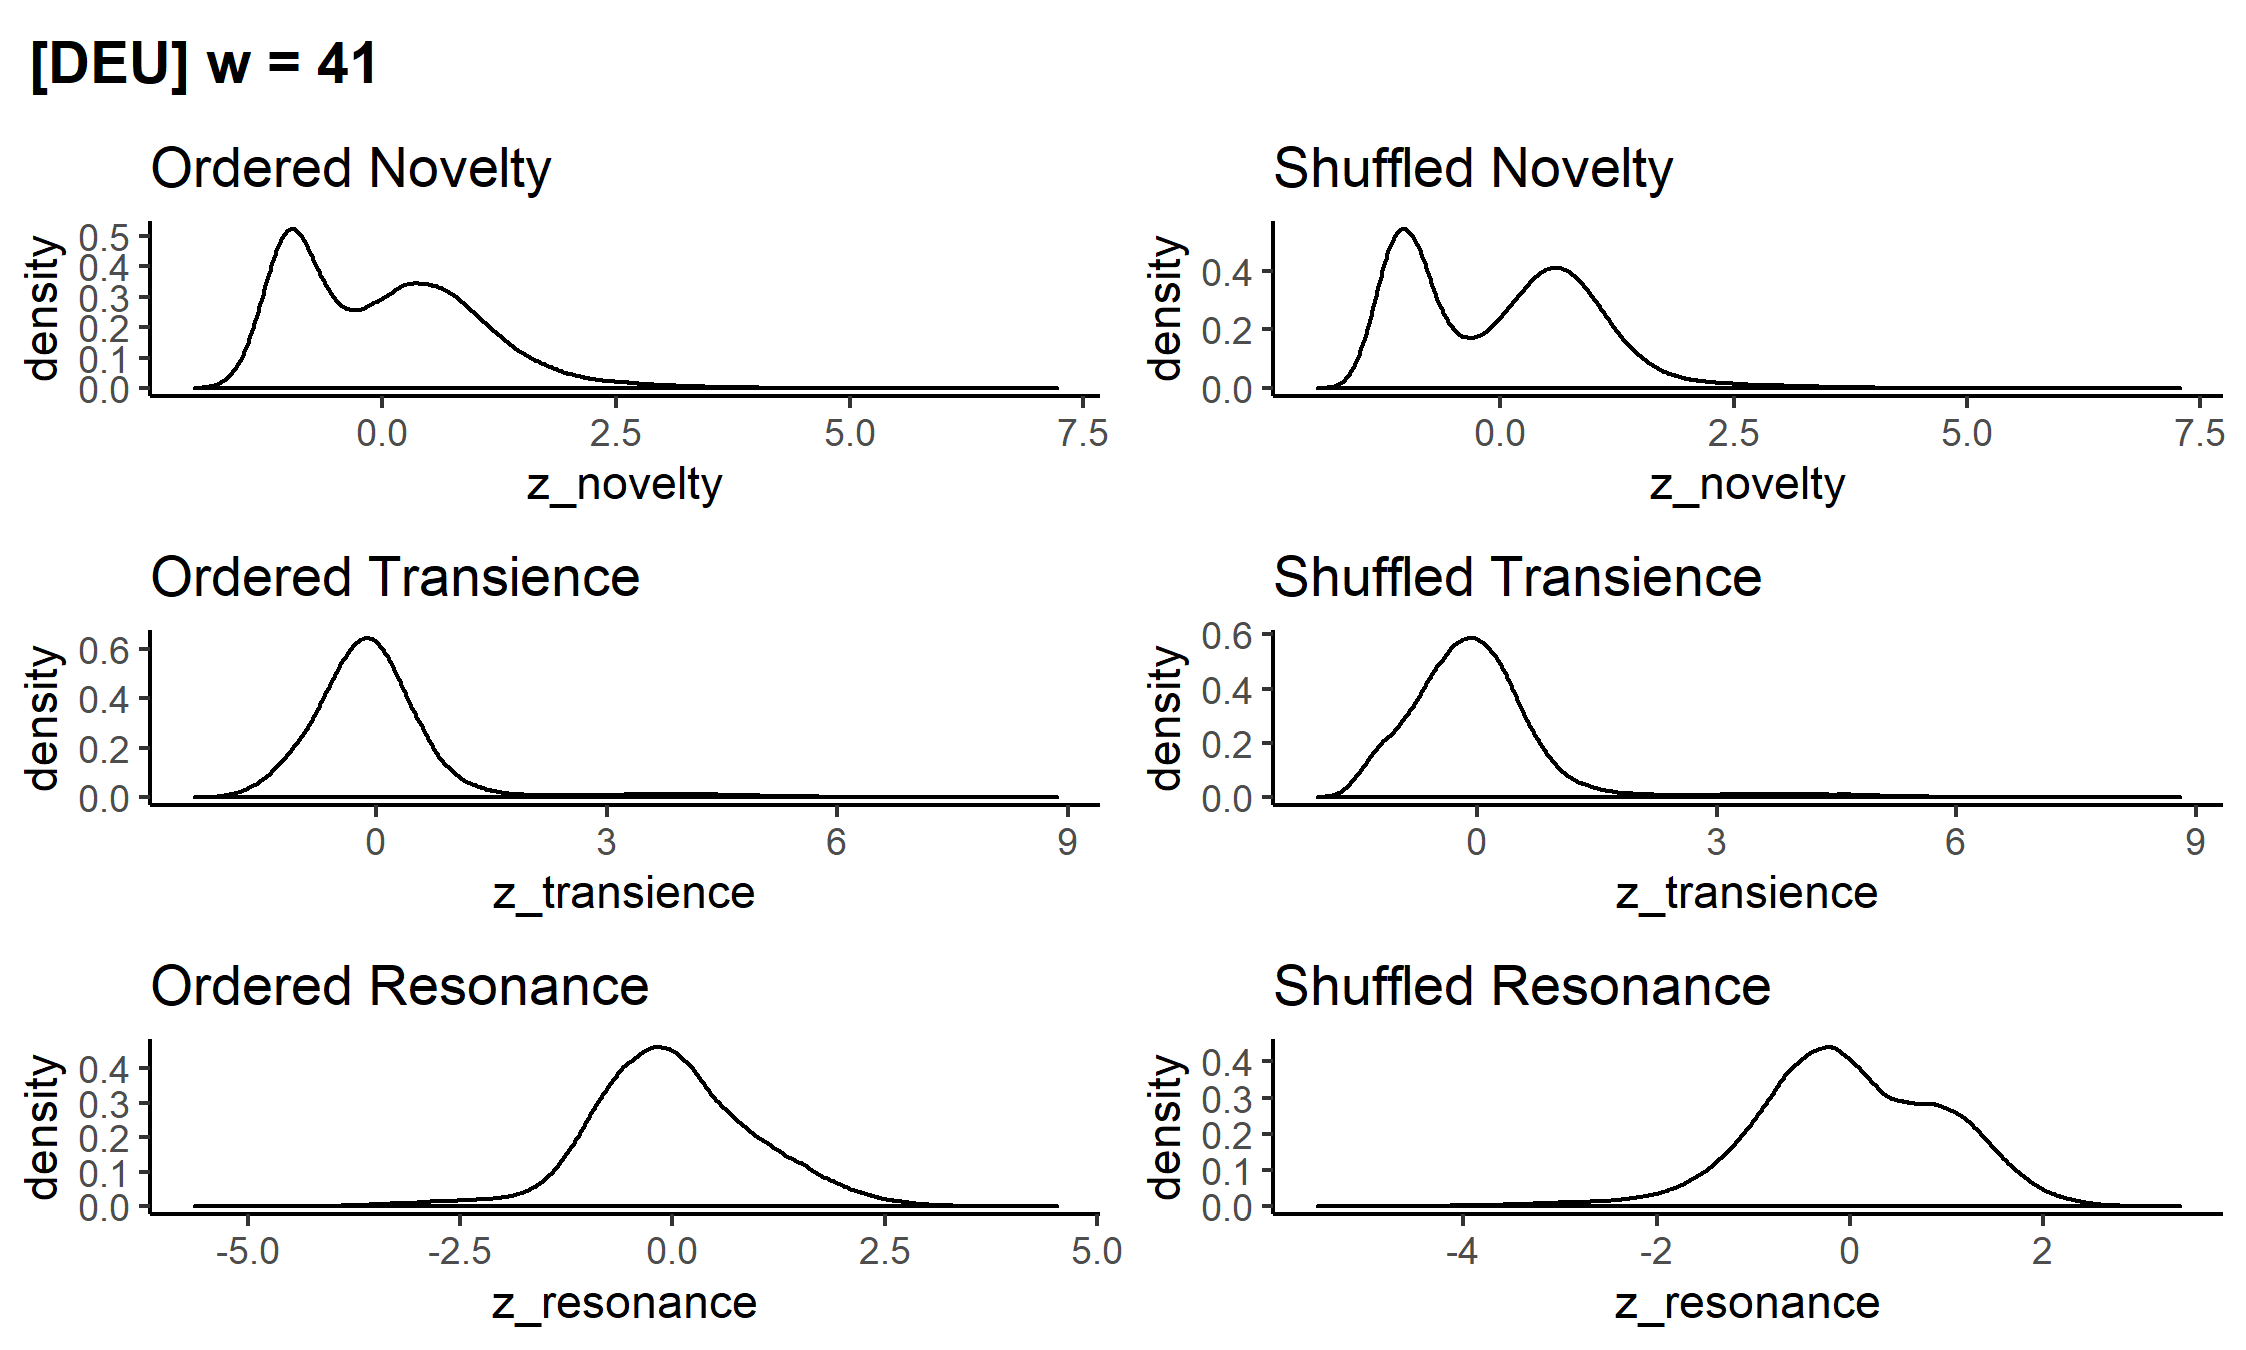 [DEU] w = 41
Ordered Novelty
density
0.5
0.4
0.3
0.2
0.1
0.0
0.0 2.5 5.0 7.5
z_novelty
Shuffled Novelty
density
0.4
0.2
0.0
0.0 2.5 5.0 7.5
z_novelty
Ordered Transience
density
0.6
0.4
0.2
0.0
0 3 6 9
z_transience
Shuffled Transience
density
0.6
0.4
0.2
0.0
0 3 6 9
z_transience
Ordered Resonance
density
0.4
0.3
0.2
0.1
0.0
-5.0 -2.5 0.0 2.5 5.0
z_resonance
Shuffled Resonance
density
0.4
0.3
0.2
0.1
0.0
-4 -2 0 2
z_resonance